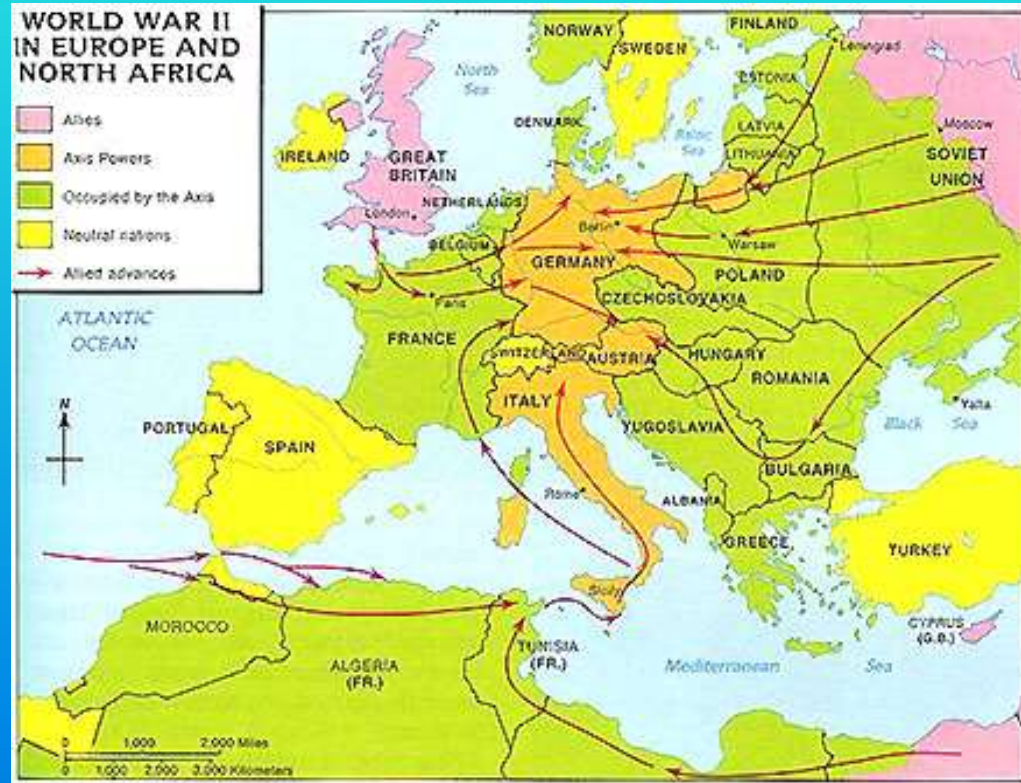 WORLD WAR II
IN EUROPE AND
NORTH AFRICA
Allies
Axis Powers
Occupied by the Axis
Neutral nations
Allied advances
NORWAY
SWEDEN
FINLAND
Leningrad
North
Sea
ESTONIA
DENMARK
Baltic
Sea
LATVIA
LITHUANIA
Moscow
SOVIET
UNION
IRELAND
GREAT
BRITAIN
London
NETHERLANDS
BELGIUM
Berlin
Warsaw
GERMANY
POLAND
Paris
CZECHOSLOVAKIA
ATLANTIC
OCEAN
FRANCE
SWITZERLAND
AUSTRIA
HUNGARY
ROMANIA
ITALY
N
Yalta
Black Sea
PORTUGAL
SPAIN
YUGOSLAVIA
BULGARIA
Rome
ALBANIA
GREECE
TURKEY
Sicily
CYPRUS
(G.B.)
MOROCCO
ALGERIA
(FR.)
TUNISIA
(FR.)
Mediterranean Sea
0 1,000 2,000 Miles
0 1,000 2,000 3,000 Kilometers